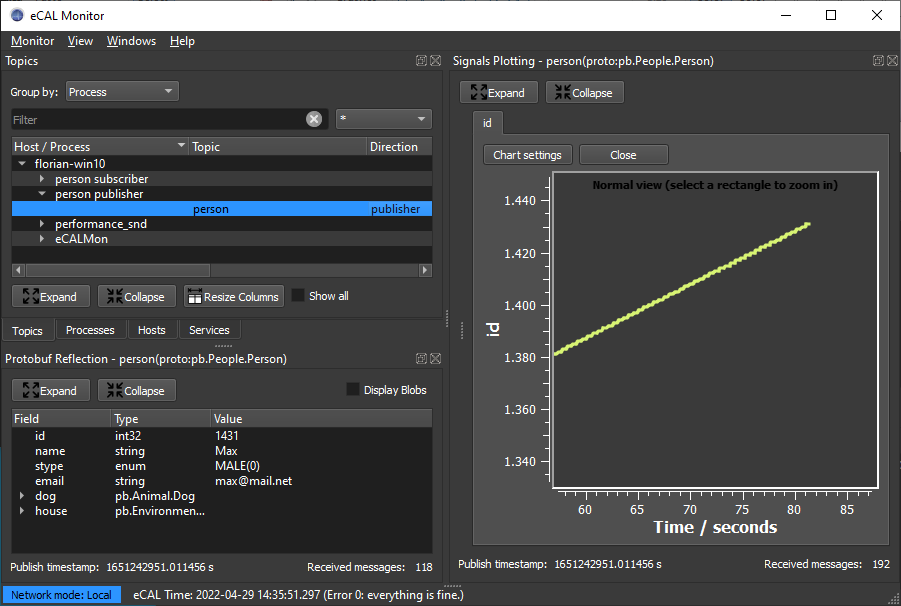 eCAL Monitor
Monitor View Windows Help
Topics
Group by: Process
Filter *
Host / Process Topic Direction
florian-win10
person subscriber
person publisher
person publisher
performance_snd
eCALMon
Expand Collapse Resize Columns Show all
Topics Processes Hosts Services
Protobuf Reflection - person(proto:pb.People.Person)
Expand Collapse Display Blobs
Field Type Value
id int32 1431
name string Max
stype enum MALE(0)
email string max@mail.net
dog pb.Animal.Dog
house pb.Environmen...
Publish timestamp: 1651242951.011456 s Received messages: 118
Signals Plotting - person(proto:pb.People.Person)
Expand Collapse
id
Chart settings Close
Normal view (select a rectangle to zoom in)
1.440
1.420
1.400
1.380
1.360
1.340
id
60 65 70 75 80 85
Time / seconds
Publish timestamp: 1651242951.011456 s Received messages: 192
Network mode: Local eCAL Time: 2022-04-29 14:35:51.297 (Error 0: everything is fine.)